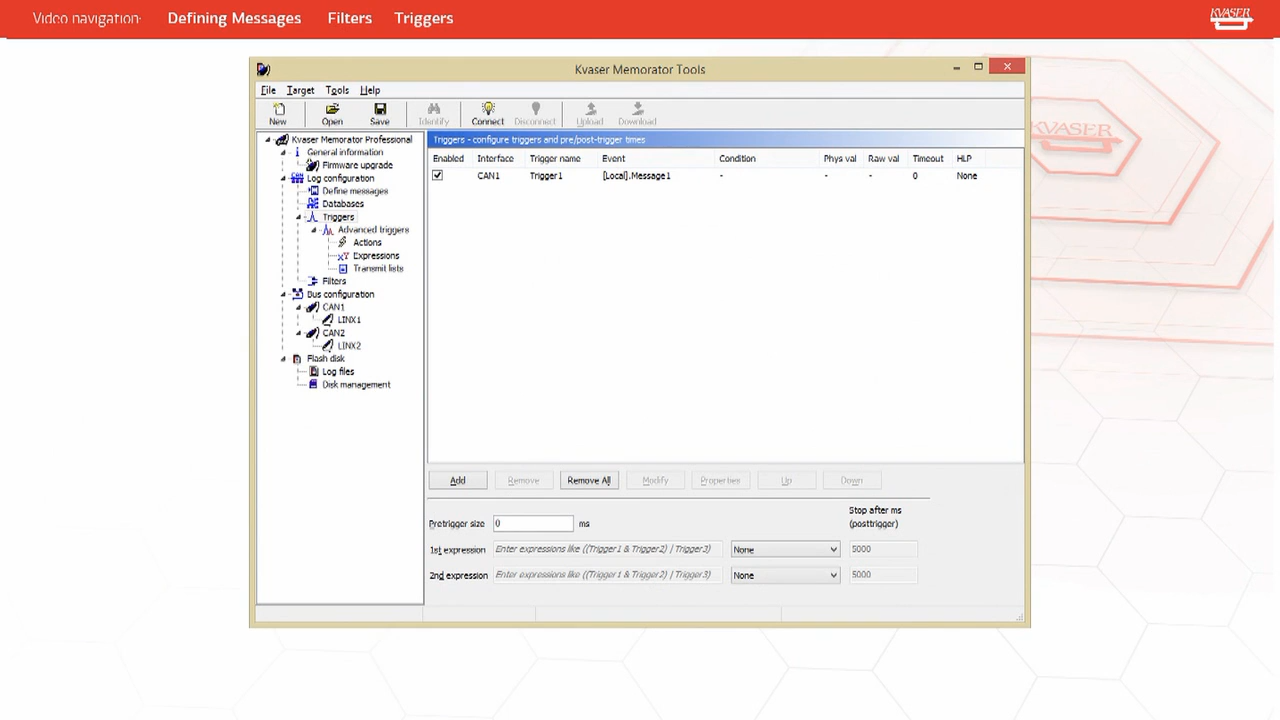 Video navigation: Defining Messages Filters Triggers KVASER
Kvaser Memorator Tools
File Target Tools Help
New Open Save Identify Connect Disconnect Upload Download
Kvaser Memorator Professional
General information
Firmware upgrade
Log configuration
Define messages
Databases
Triggers
Advanced triggers
Actions
Expressions
Transmit lists
Filters
Bus configuration
CAN1
LINX1
CAN2
LINX2
Flash disk
Log files
Disk management
Triggers - configure triggers and pre/post-trigger times
Enabled Interface Trigger name Event Condition Phys val Raw val Timeout HLP
CAN1 Trigger1 [Local].Message1 - - - 0 None
Add Remove Remove All Modify Properties Up Down
Stop after ms
(posttrigger)
Pretrigger size 0 ms
1st expression Enter expressions like ((Trigger1 & Trigger2) | Trigger3) None 5000
2nd expression Enter expressions like ((Trigger1 & Trigger2) | Trigger3) None 5000
KVASER